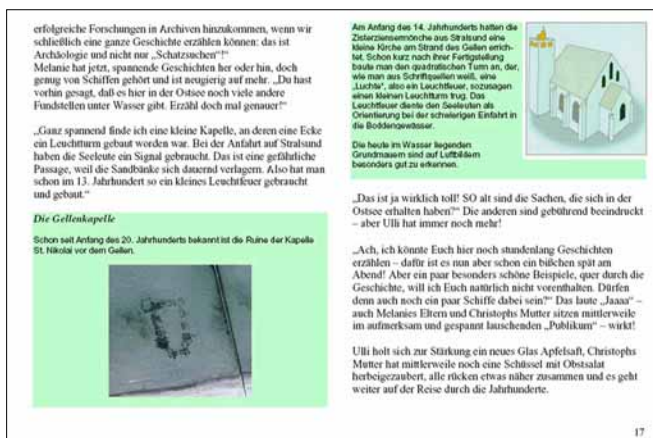 erfolgreiche Forschungen in Archiven hinzukommen, wenn wir
schließlich eine ganze Geschichte erzählen können: das ist
Archäologie und nicht nur „Schatzsuchen“!“
Melanie hat jetzt, spannende Geschichten her oder hin, doch
genug von Schiffen gehört und ist neugierig auf mehr. „Du hast
vorhin gesagt, daß es hier in der Ostsee noch viele andere
Fundstellen unter Wasser gibt. Erzähl doch mal genauer!“
„Ganz spannend finde ich eine kleine Kapelle, an deren eine Ecke
ein Leuchtturm gebaut worden war. Bei der Anfahrt auf Stralsund
haben die Seeleute ein Signal gebraucht. Das ist eine gefährliche
Passage, weil die Sandbänke sich dauernd verlagern. Also hat man
schon im 13. Jahrhundert so ein kleines Leuchtfeuer gebraucht
und gebaut.“
Die Gellenkapelle
Schon seit Anfang des 20. Jahrhunderts bekannt ist die Ruine der Kapelle
St. Nikolai vor dem Gellen.
Am Anfang des 14. Jahrhunderts hatten die
Zisterziensermönche aus Stralsund eine
kleine Kirche am Strand des Gellen errich-
tet. Schon kurz nach ihrer Fertigstellung
baute man den quadratischen Turm an, der,
wie man aus Schriftquellen weiß, eine
„Luchte“, also ein Leuchtfeuer, sozusagen
einen kleinen Leuchtturm trug. Das
Leuchtfeuer diente den Seeleuten als
Orientierung bei der schwierigen Einfahrt in
die Boddengewässer.
Die heute im Wasser liegenden
Grundmauern sind auf Luftbildern
besonders gut zu erkennen.
„Das ist ja wirklich toll! SO alt sind die Sachen, die sich in der
Ostsee erhalten haben?“ Die anderen sind gebührend beeindruckt
– aber Ulli hat immer noch mehr!
„Ach, ich könnte Euch hier noch stundenlang Geschichten
erzählen – dafür ist es nun aber schon ein bißchen spät am
Abend! Aber ein paar besonders schöne Beispiele, quer durch die
Geschichte, will ich Euch natürlich nicht vorenthalten. Dürfen
denn auch noch ein paar Schiffe dabei sein?“ Das laute „Jaaaa“ –
auch Melanies Eltern und Christophs Mutter sitzen mittlerweile
im aufmerksam und gespannt lauschenden „Publikum“ – wirkt!
Ulli holt sich zur Stärkung ein neues Glas Apfelsaft, Christophs
Mutter hat mittlerweile noch eine Schüssel mit Obstsalat
herbeigezaubert, alle rücken etwas näher zusammen und es geht
weiter auf der Reise durch die Jahrhunderte.
17